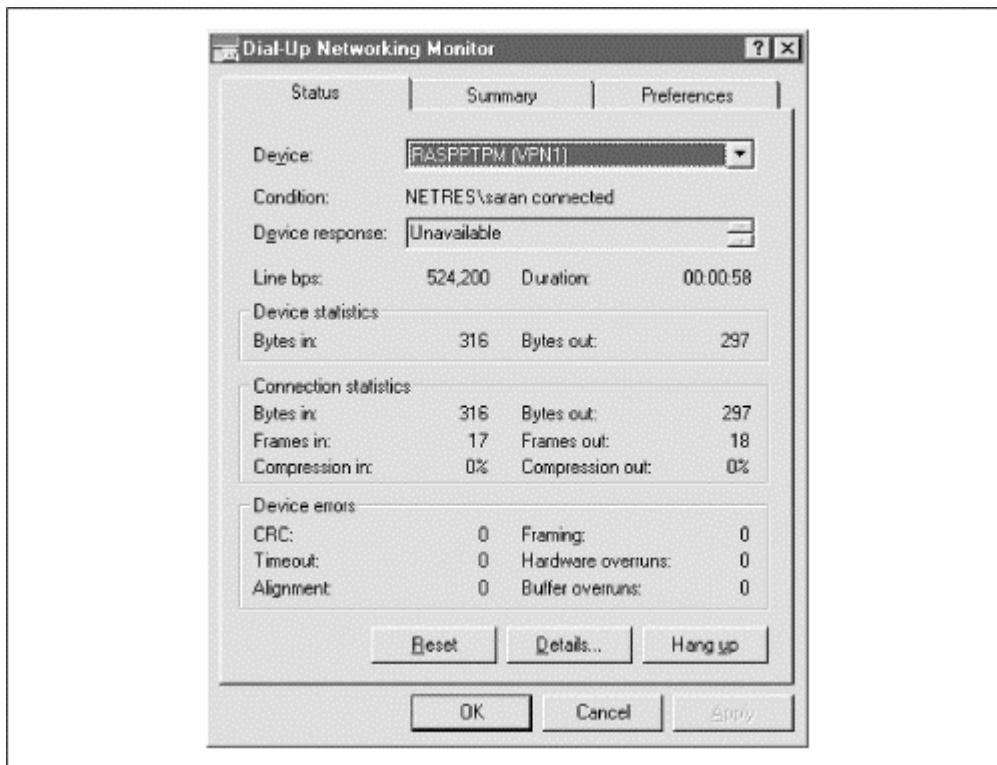 Dial-Up Networking Monitor
Status Summary Preferences
Device: RASPPTPM (VPN1)
Condition: NETRES\saran connected
Device response: Unavailable
Line bps: 524,200 Duration: 00:00:58
Device statistics
Bytes in: 316 Bytes out: 297
Connection statistics
Bytes in: 316 Bytes out: 297
Frames in: 17 Frames out: 18
Compression in: 0% Compression out: 0%
Device errors
CRC: 0 Framing: 0
Timeout: 0 Hardware overruns: 0
Alignment: 0 Buffer overruns: 0
Reset Details... Hang up
OK Cancel Apply